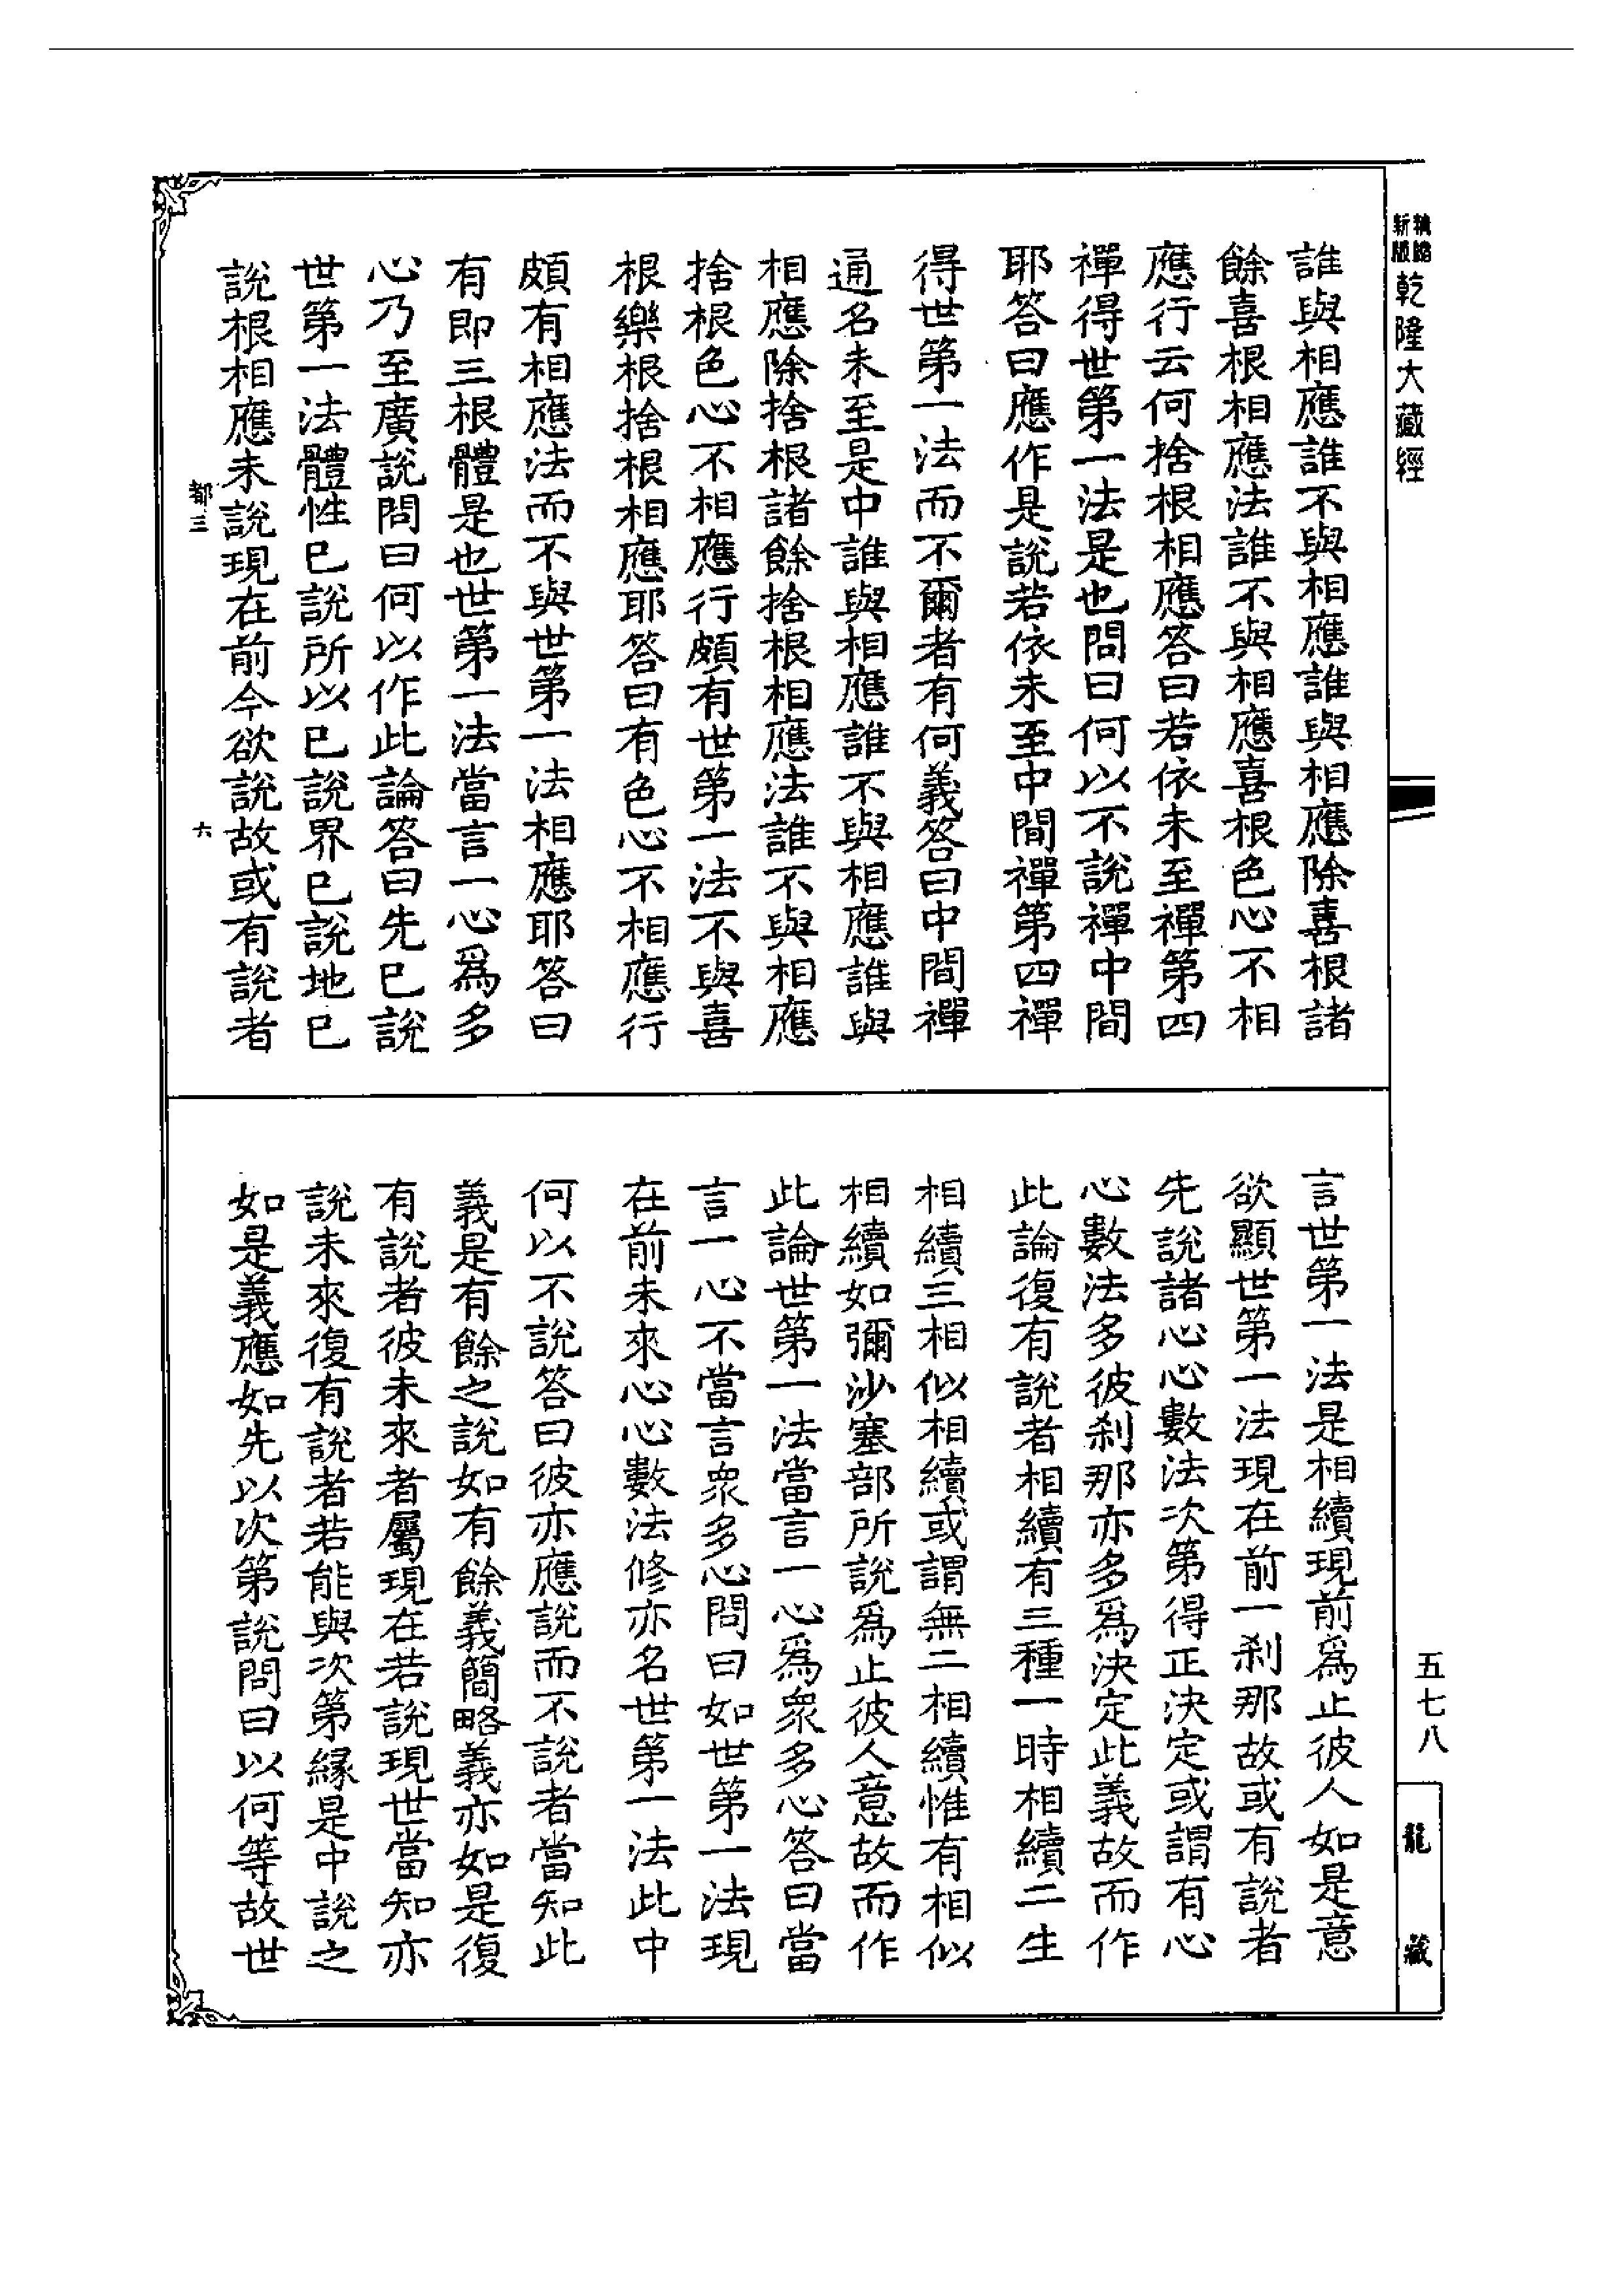 新版
乾隆大藏經
誰與相應誰不與相應誰與相應除喜根諸
餘喜根相應法誰不與相應喜根色心不相
應行云何捨根相應答曰若依未至禪第四
禪得世第一法是也問曰何以不說禪中間
耶答曰應作是說若依未至中間禪第四禪
得世第一法而不爾者有何義答曰中間禪
通名未至是中誰與相應誰不與相應誰與
相應除捨根諸餘捨根相應法誰不與相應
捨根色心不相應行頗有世第一法不與喜
根樂根捨根相應耶答曰有色心不相應行
頗有相應法而不與世第一法相應耶答曰
有即三根體是也世第一法當言一心爲多
心乃至廣說問曰何以作此論答曰先已說
世第一法體性已說所以已說界已說地已
說根相應未說現在前今欲說故或有說者
都三
六
言世第一法是相續現前爲止彼人如是意
欲顯世第一法現在前一刹那故或有說者
先說諸心心數法次第得正決定或謂有心
心數法多彼刹那亦多爲決定此義故而作
此論復有說者相續有三種一時相續二生
相續三相似相續或謂無二相續惟有相似
相續如彌沙塞部所說爲止彼人意故而作
此論世第一法當言一心爲衆多心答曰當
言一心不當言衆多心問曰如世第一法現
在前未來心心數法修亦名世第一法此中
何以不說答曰彼亦應說而不說者當知此
義是有餘之說如有餘義簡略義亦如是復
有說者彼未來者屬現在若說現世當知亦
說未來復有說者若能與次第緣是中說之
如是義應如先以次第說問曰以何等故世
五七八
龍藏